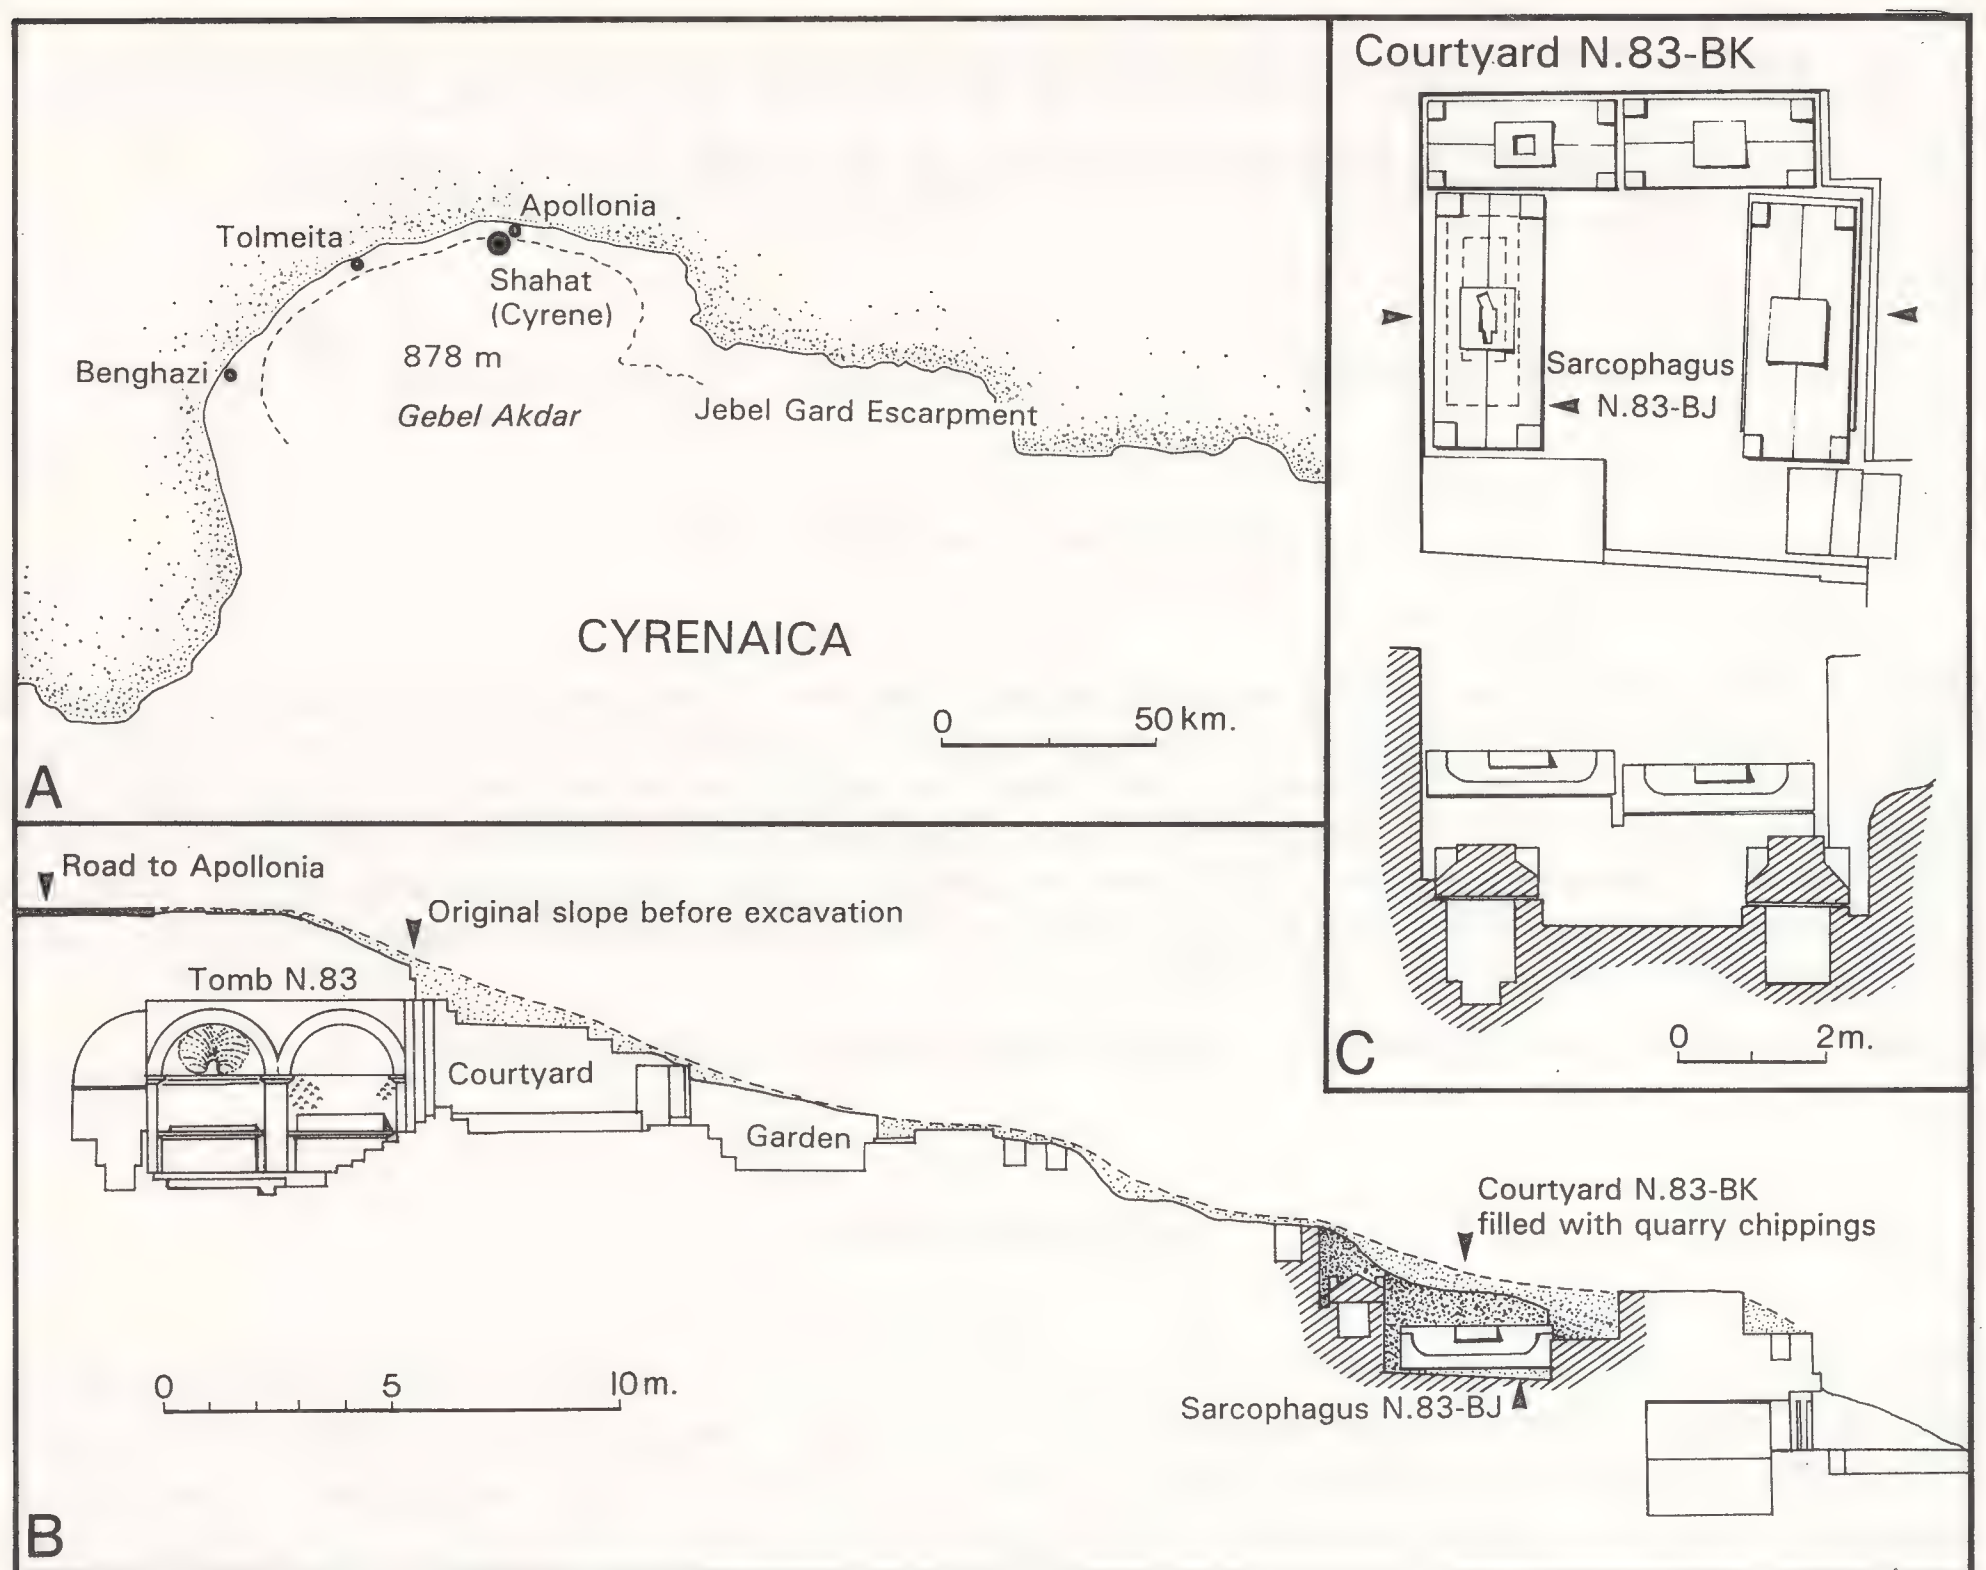 Apollonia
Tolmeita
Shahat
(Cyrene)
878 m
Benghazi
Gebel Akdar
Jebel Gard Escarpment
CYRENAICA
0 50 km.
A
Courtyard N.83-BK
Sarcophagus
N.83-BJ
0 2m.
C
Road to Apollonia
Original slope before excavation
Tomb N.83
Courtyard
Garden
Courtyard N.83-BK
filled with quarry chippings
Sarcophagus N.83-BJ
0 5 10m.
B